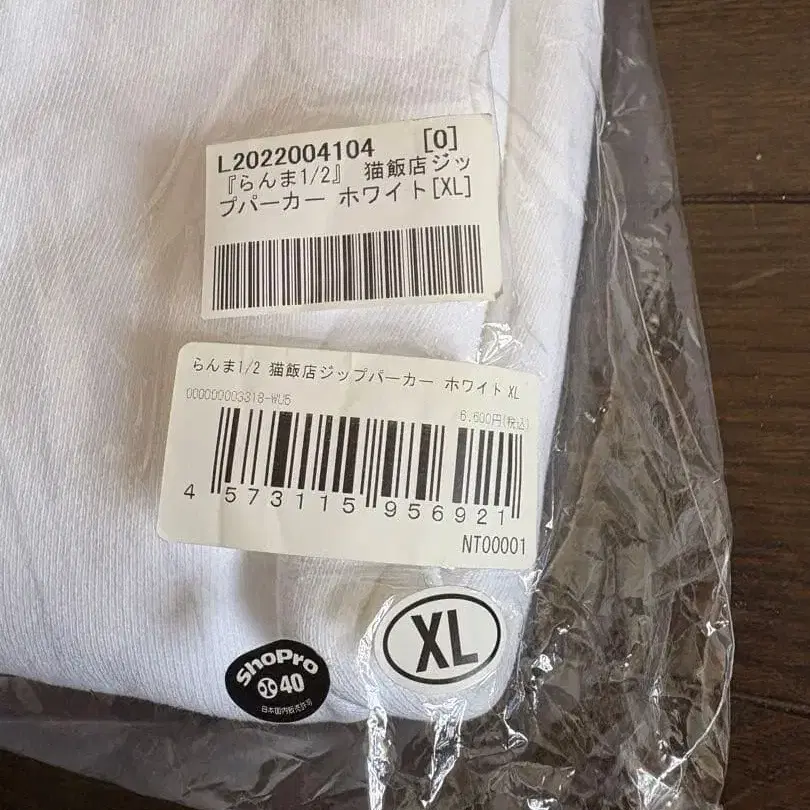 L2022004104 [0]
『らんま1/2』 猫飯店ジッ
プパーカー ホワイト[XL]
らんま1/2 猫飯店ジップパーカー ホワイト XL
000000003318-WU5
6,600円(税込)
4 573115 956921
NT00001
XL
ShoPro
40
日本国内販売許可